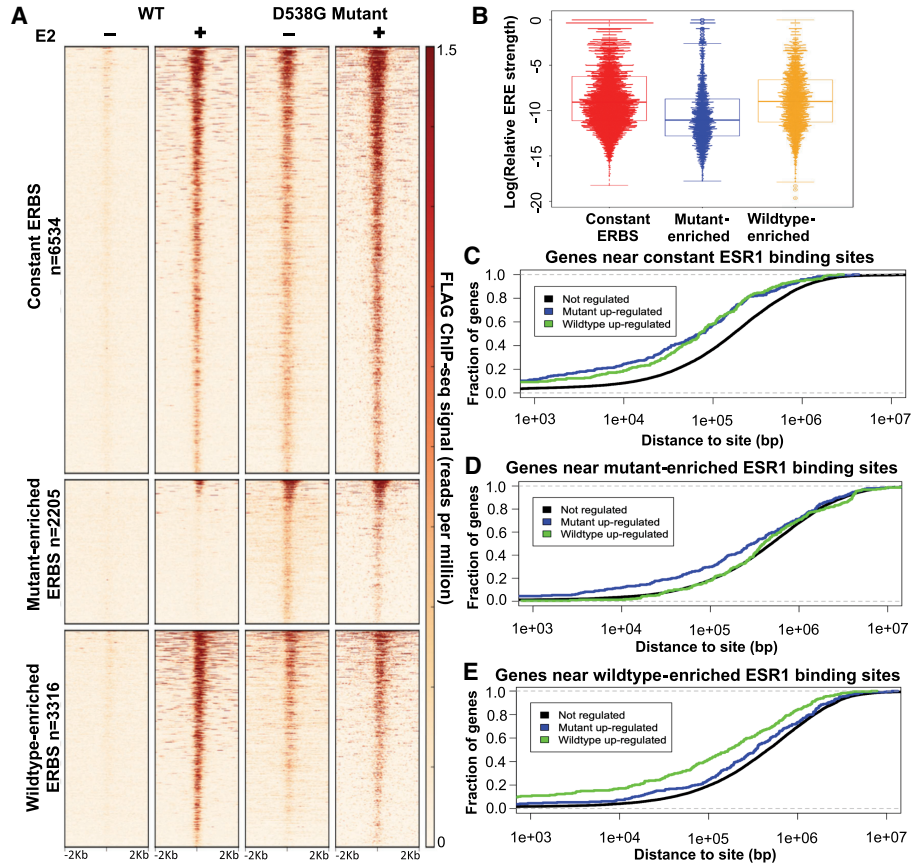 A
WT
D538G Mutant
E2
−
+
−
+
Constant ERBS
n=6534
Mutant-enriched
ERBS n=2205
Wildtype-enriched
ERBS n=3316
-2Kb 2Kb -2Kb 2Kb -2Kb 2Kb -2Kb 2Kb
1.5
0
FLAG ChIP-seq signal (reads per million)
B
Log(Relative ERE strength)
0
-5
-10
-15
-20
Constant
ERBS
Mutant-
enriched
Wildtype-
enriched
C
Genes near constant ESR1 binding sites
Fraction of genes
1.0
0.8
0.6
0.4
0.2
0.0
Not regulated
Mutant up-regulated
Wildtype up-regulated
1e+03 1e+04 1e+05 1e+06 1e+07
Distance to site (bp)
D
Genes near mutant-enriched ESR1 binding sites
Fraction of genes
1.0
0.8
0.6
0.4
0.2
0.0
Not regulated
Mutant up-regulated
Wildtype up-regulated
1e+03 1e+04 1e+05 1e+06 1e+07
Distance to site (bp)
E
Genes near wildtype-enriched ESR1 binding sites
Fraction of genes
1.0
0.8
0.6
0.4
0.2
0.0
Not regulated
Mutant up-regulated
Wildtype up-regulated
1e+03 1e+04 1e+05 1e+06 1e+07
Distance to site (bp)